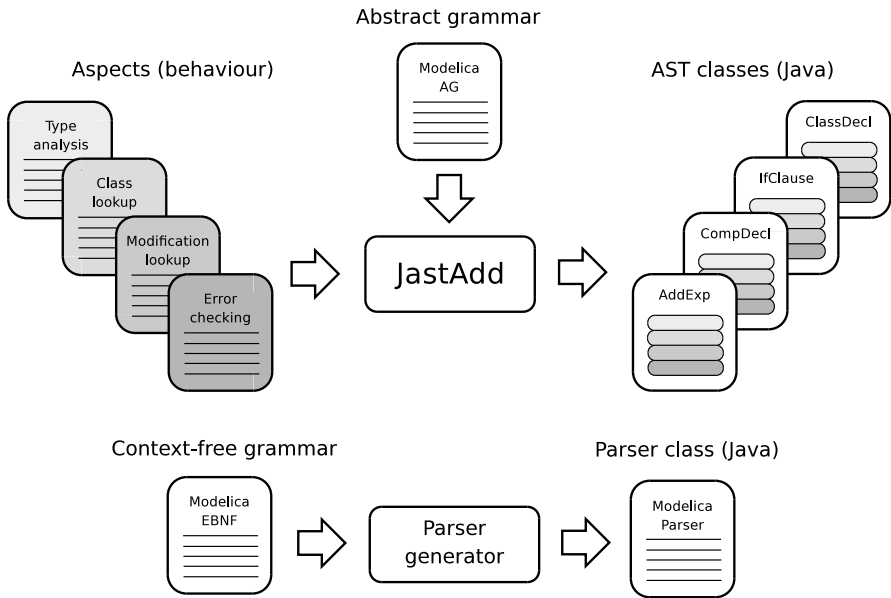 Abstract grammar
Modelica
AG
Aspects (behaviour)
Type
analysis
Class
lookup
Modification
lookup
Error
checking
JastAdd
AST classes (Java)
ClassDecl
IfClause
CompDecl
AddExp
Context-free grammar
Modelica
EBNF
Parser
generator
Parser class (Java)
Modelica
Parser